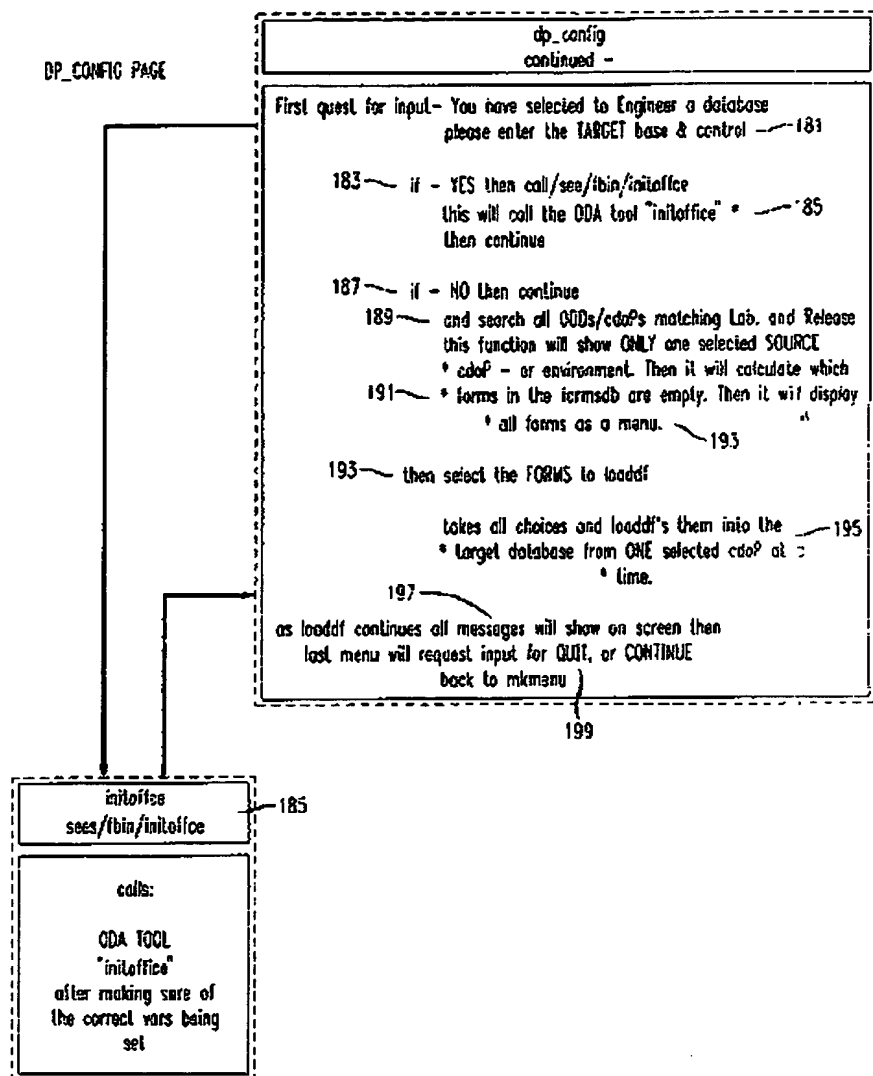 DP_CONFIG PAGE
dp_config
continued -
First quest for input- You have selected to Engineer a database
please enter the TARGET base & control 181
183 if - YES then call/see/fbin/initoffce
this will call the ODA tool "initoffice" * 185
then continue
187 if - NO then continue
189 and search all ODDs/cdoPs matching Lab. and Release
this function will show ONLY one selected SOURCE
* cdoP - or environment. Then it will calculate which
191 * forms in the formsdb are empty. Then it will display
* all forms as a menu. 193
193 then select the FORMS to loaddf
takes all choices and loaddf's them into the 195
* target database from ONE selected cdoP at
* time.
197
as loaddf continues all messages will show on screen then
last menu will request input for QUIT, or CONTINUE
back to mkmanu
199
initoffce
sees/fbin/initoffce 185
calls:
ODA TOOL
"initoffice"
after making sare of
the correct vars being
set